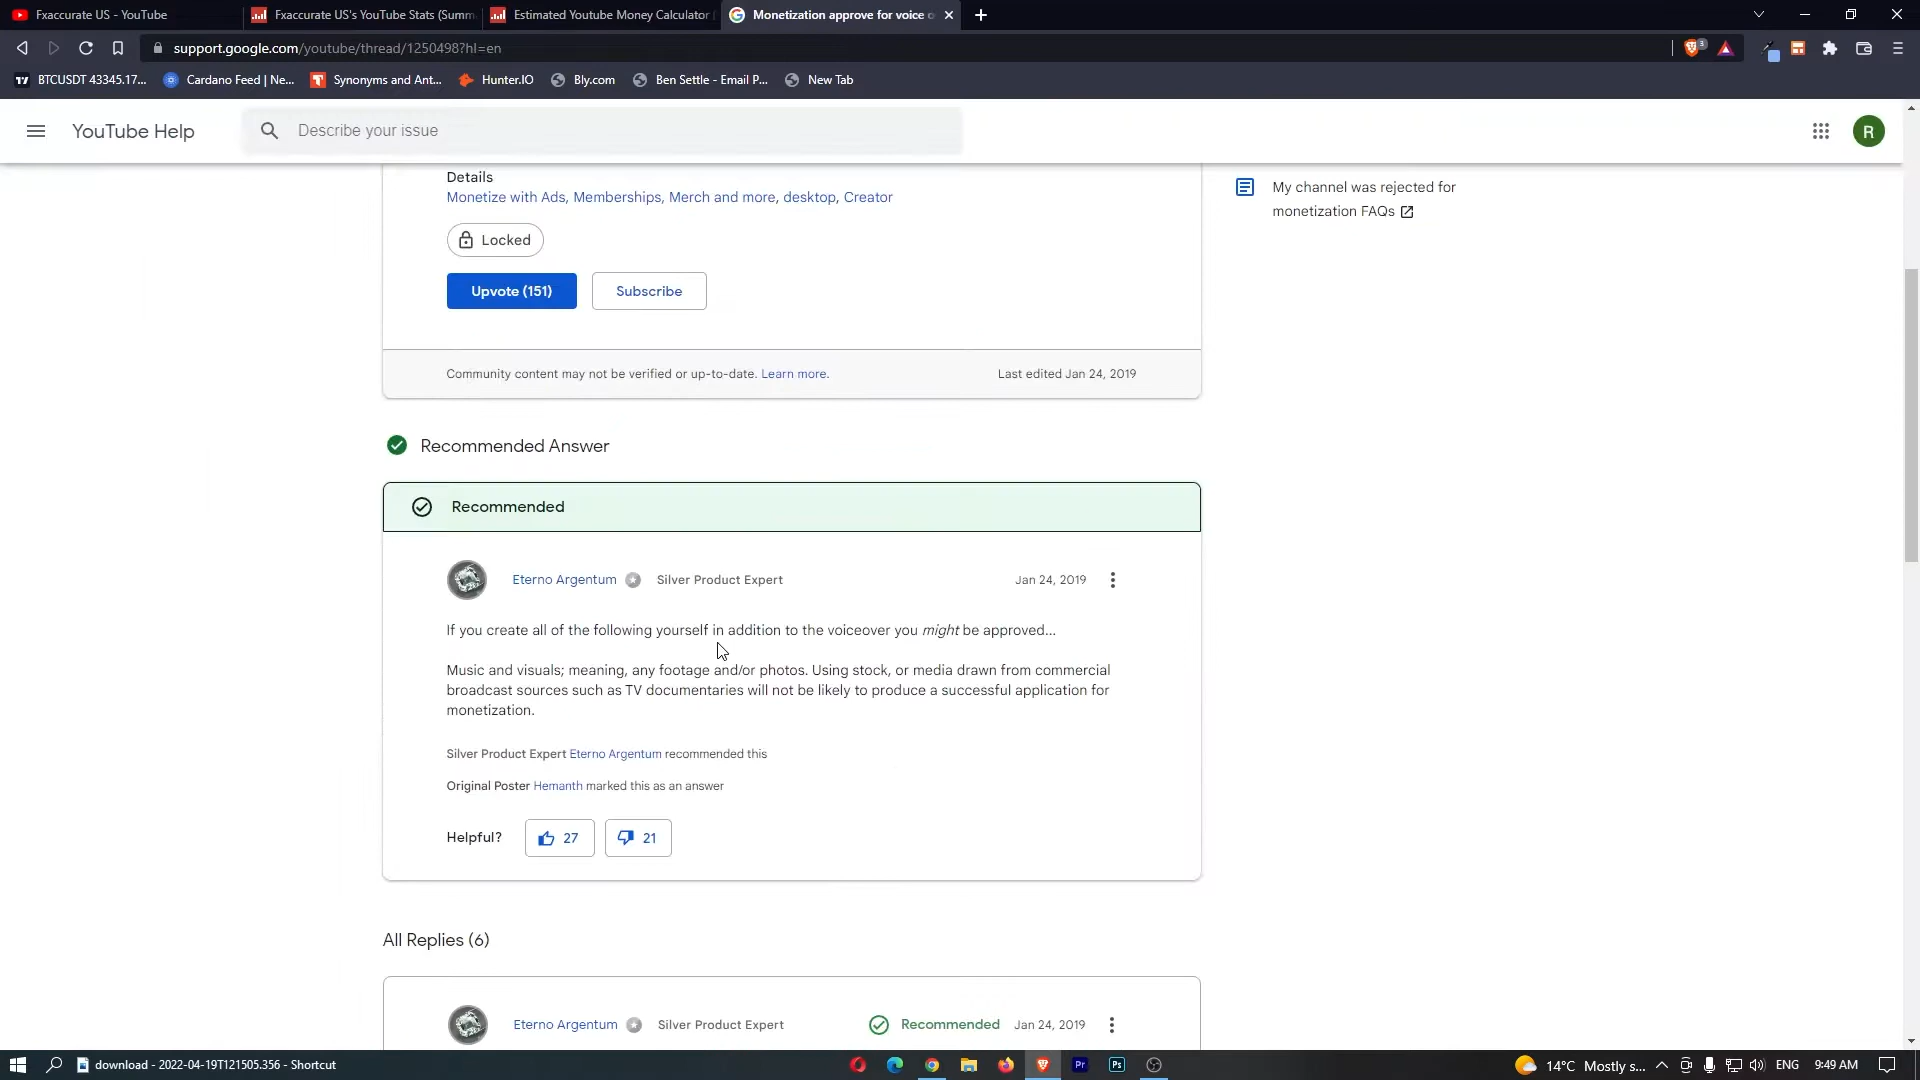 Fxaccurate US - YouTube
Fxaccurate US's YouTube Stats (Summ
Estimated Youtube Money Calculator
Monetization approve for voice o
support.google.com/youtube/thread/1250498?hl=en
3
BTCUSDT 43345.17...
Cardano Feed | Ne...
Synonyms and Ant...
Hunter.IO
Bly.com
Ben Settle - Email P...
New Tab
YouTube Help
Describe your issue
R
Details
Monetize with Ads, Memberships, Merch and more, desktop, Creator
My channel was rejected for
monetization FAQs
Locked
Upvote (151)
Subscribe
Community content may not be verified or up-to-date. Learn more.
Last edited Jan 24, 2019
Recommended Answer
Recommended
Eterno Argentum
Silver Product Expert
Jan 24, 2019
If you create all of the following yourself in addition to the voiceover you might be approved...
Music and visuals; meaning, any footage and/or photos. Using stock, or media drawn from commercial
broadcast sources such as TV documentaries will not be likely to produce a successful application for
monetization.
Silver Product Expert Eterno Argentum recommended this
Original Poster Hemanth marked this as an answer
Helpful?
27
21
All Replies (6)
Eterno Argentum
Silver Product Expert
Recommended
Jan 24, 2019
download - 2022-04-19T121505.356 - Shortcut
Pr
Ps
14°C Mostly s...
ENG
9:49 AM